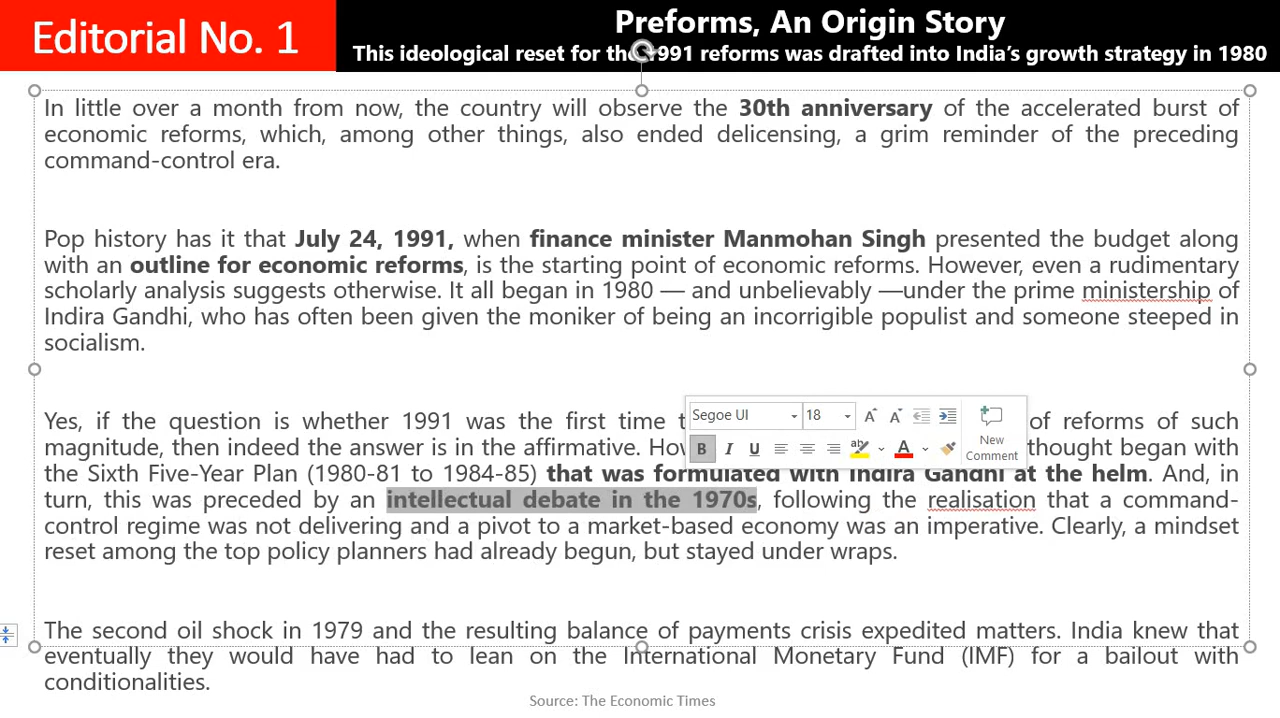 Editorial No. 1
Preforms, An Origin Story
This ideological reset for the 1991 reforms was drafted into India’s growth strategy in 1980
In little over a month from now, the country will observe the 30th anniversary of the accelerated burst of
economic reforms, which, among other things, also ended delicensing, a grim reminder of the preceding
command-control era.
Pop history has it that July 24, 1991, when finance minister Manmohan Singh presented the budget along
with an outline for economic reforms, is the starting point of economic reforms. However, even a rudimentary
scholarly analysis suggests otherwise. It all began in 1980 — and unbelievably —under the prime ministership of
Indira Gandhi, who has often been given the moniker of being an incorrigible populist and someone steeped in
socialism.
Yes, if the question is whether 1991 was the first time of reforms of such
magnitude, then indeed the answer is in the affirmative. thought began with
the Sixth Five-Year Plan (1980-81 to 1984-85) that was formulated with Indira Gandhi at the helm. And, in
turn, this was preceded by an intellectual debate in the 1970s, following the realisation that a command-
control regime was not delivering and a pivot to a market-based economy was an imperative. Clearly, a mindset
reset among the top policy planners had already begun, but stayed under wraps.
The second oil shock in 1979 and the resulting balance of payments crisis expedited matters. India knew that
eventually they would have had to lean on the International Monetary Fund (IMF) for a bailout with
conditionalities.
Segoe UI 18 A A
B I U ab A New
Comment
Source: The Economic Times